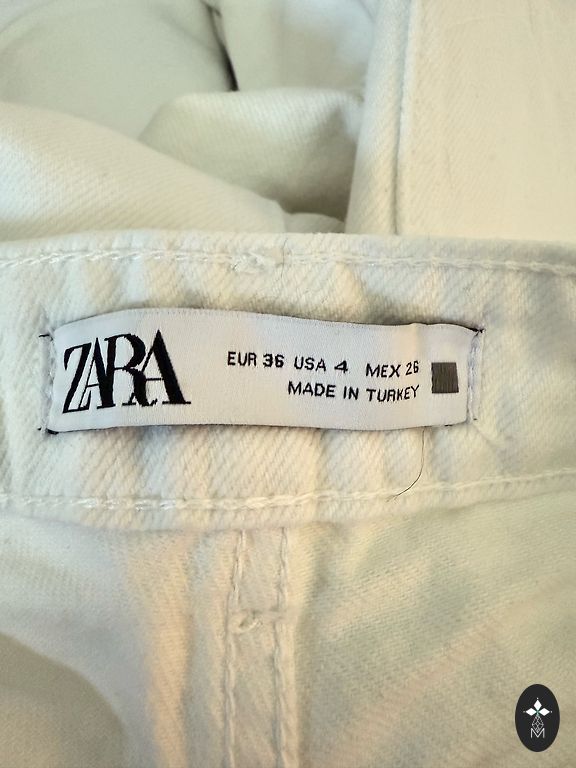 ZARA
EUR 36 USA 4 MEX 26
MADE IN TURKEY
M